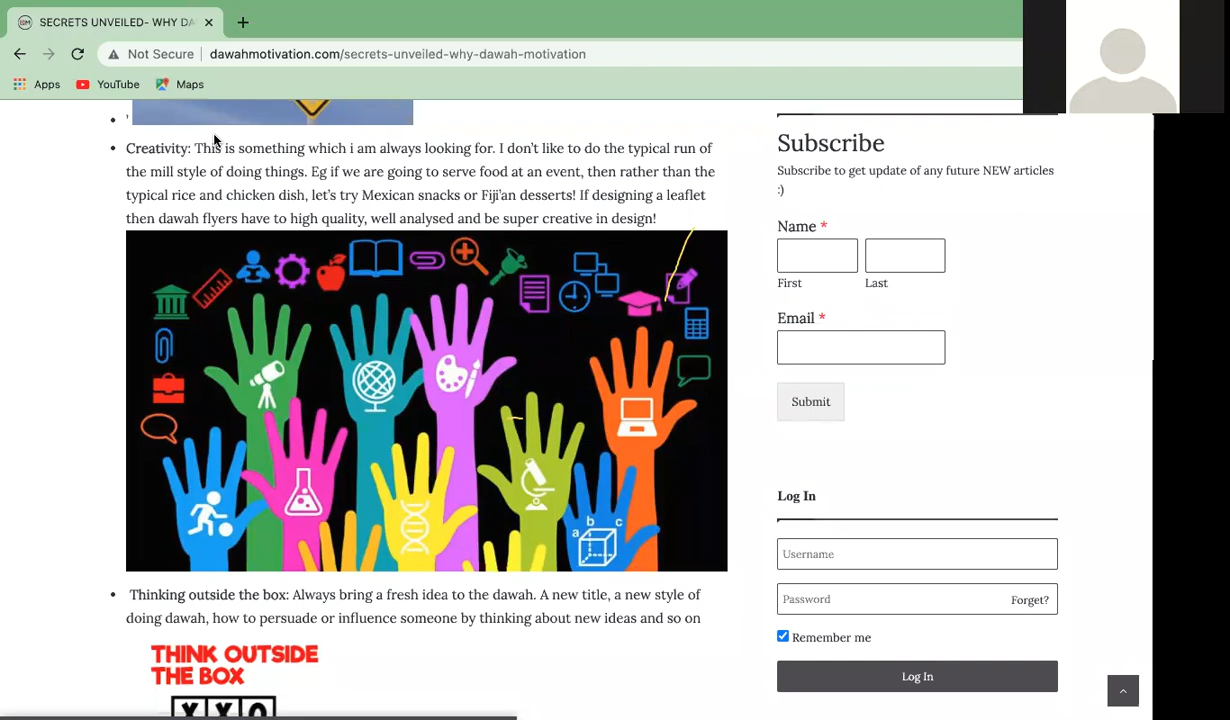 SECRETS UNVEILED- WHY DA
Not Secure
dawahmotivation.com/secrets-unveiled-why-dawah-motivation
Apps YouTube Maps
Creativity: This is something which i am always looking for. I don't like to do the typical run of
the mill style of doing things. Eg if we are going to serve food at an event, then rather than the
typical rice and chicken dish, let's try Mexican snacks or Fiji'an desserts! If designing a leaflet
then dawah flyers have to high quality, well analysed and be super creative in design!
a b c
Thinking outside the box: Always bring a fresh idea to the dawah. A new title, a new style of
doing dawah, how to persuade or influence someone by thinking about new ideas and so on
THINK OUTSIDE
THE BOX
X X O
Subscribe
Subscribe to get update of any future NEW articles
:)
Name *
First Last
Email *
Submit
Log In
Username
Password Forget?
Remember me
Log In